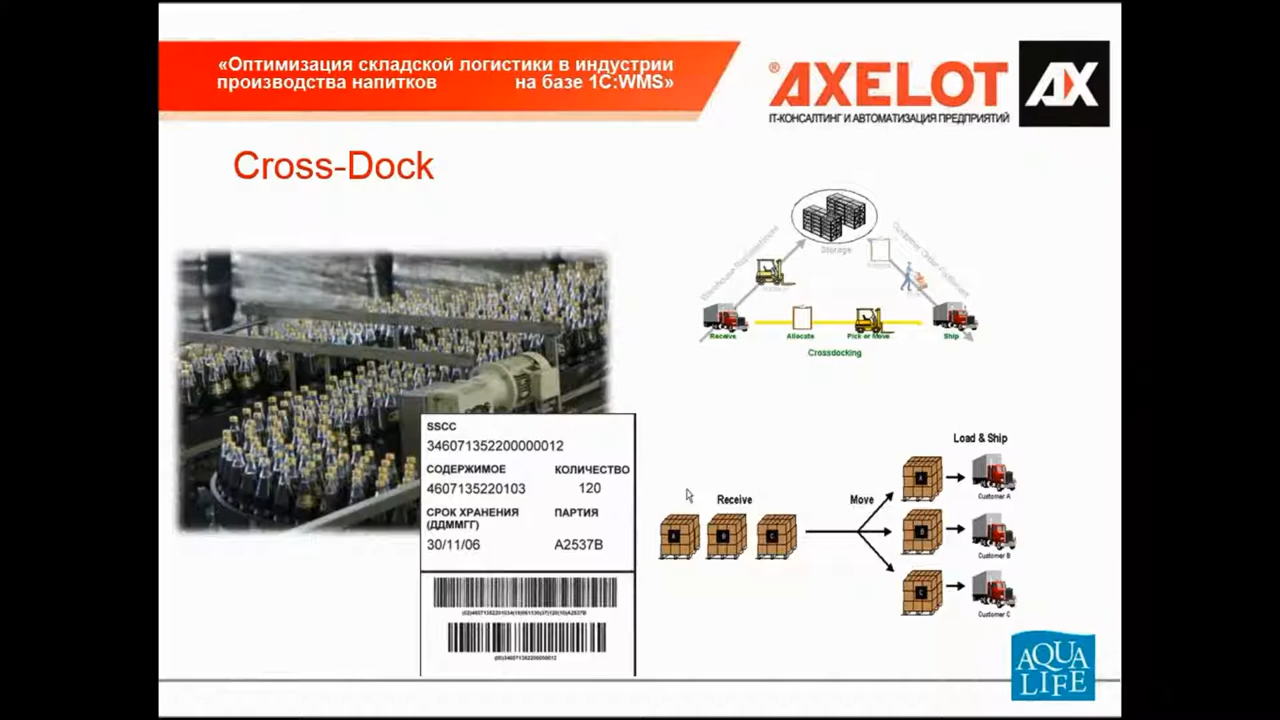 «Оптимизация складской логистики в индустрии
производства напитков на базе 1С:WMS»
® AXELOT AX
IT-КОНСАЛТИНГ И АВТОМАТИЗАЦИЯ ПРЕДПРИЯТИЙ
Cross-Dock
Storage
Receive
Allocate
Pick or Move
Ship
Crossdocking
SSCC
346071352200000012
СОДЕРЖИМОЕ КОЛИЧЕСТВО
4607135220103 120
СРОК ХРАНЕНИЯ ПАРТИЯ
(ДДММГГ)
30/11/06 A2537B
Load & Ship
Receive
Move
A
B
C
A
B
C
Customer A
Customer B
Customer C
AQUA
LIFE